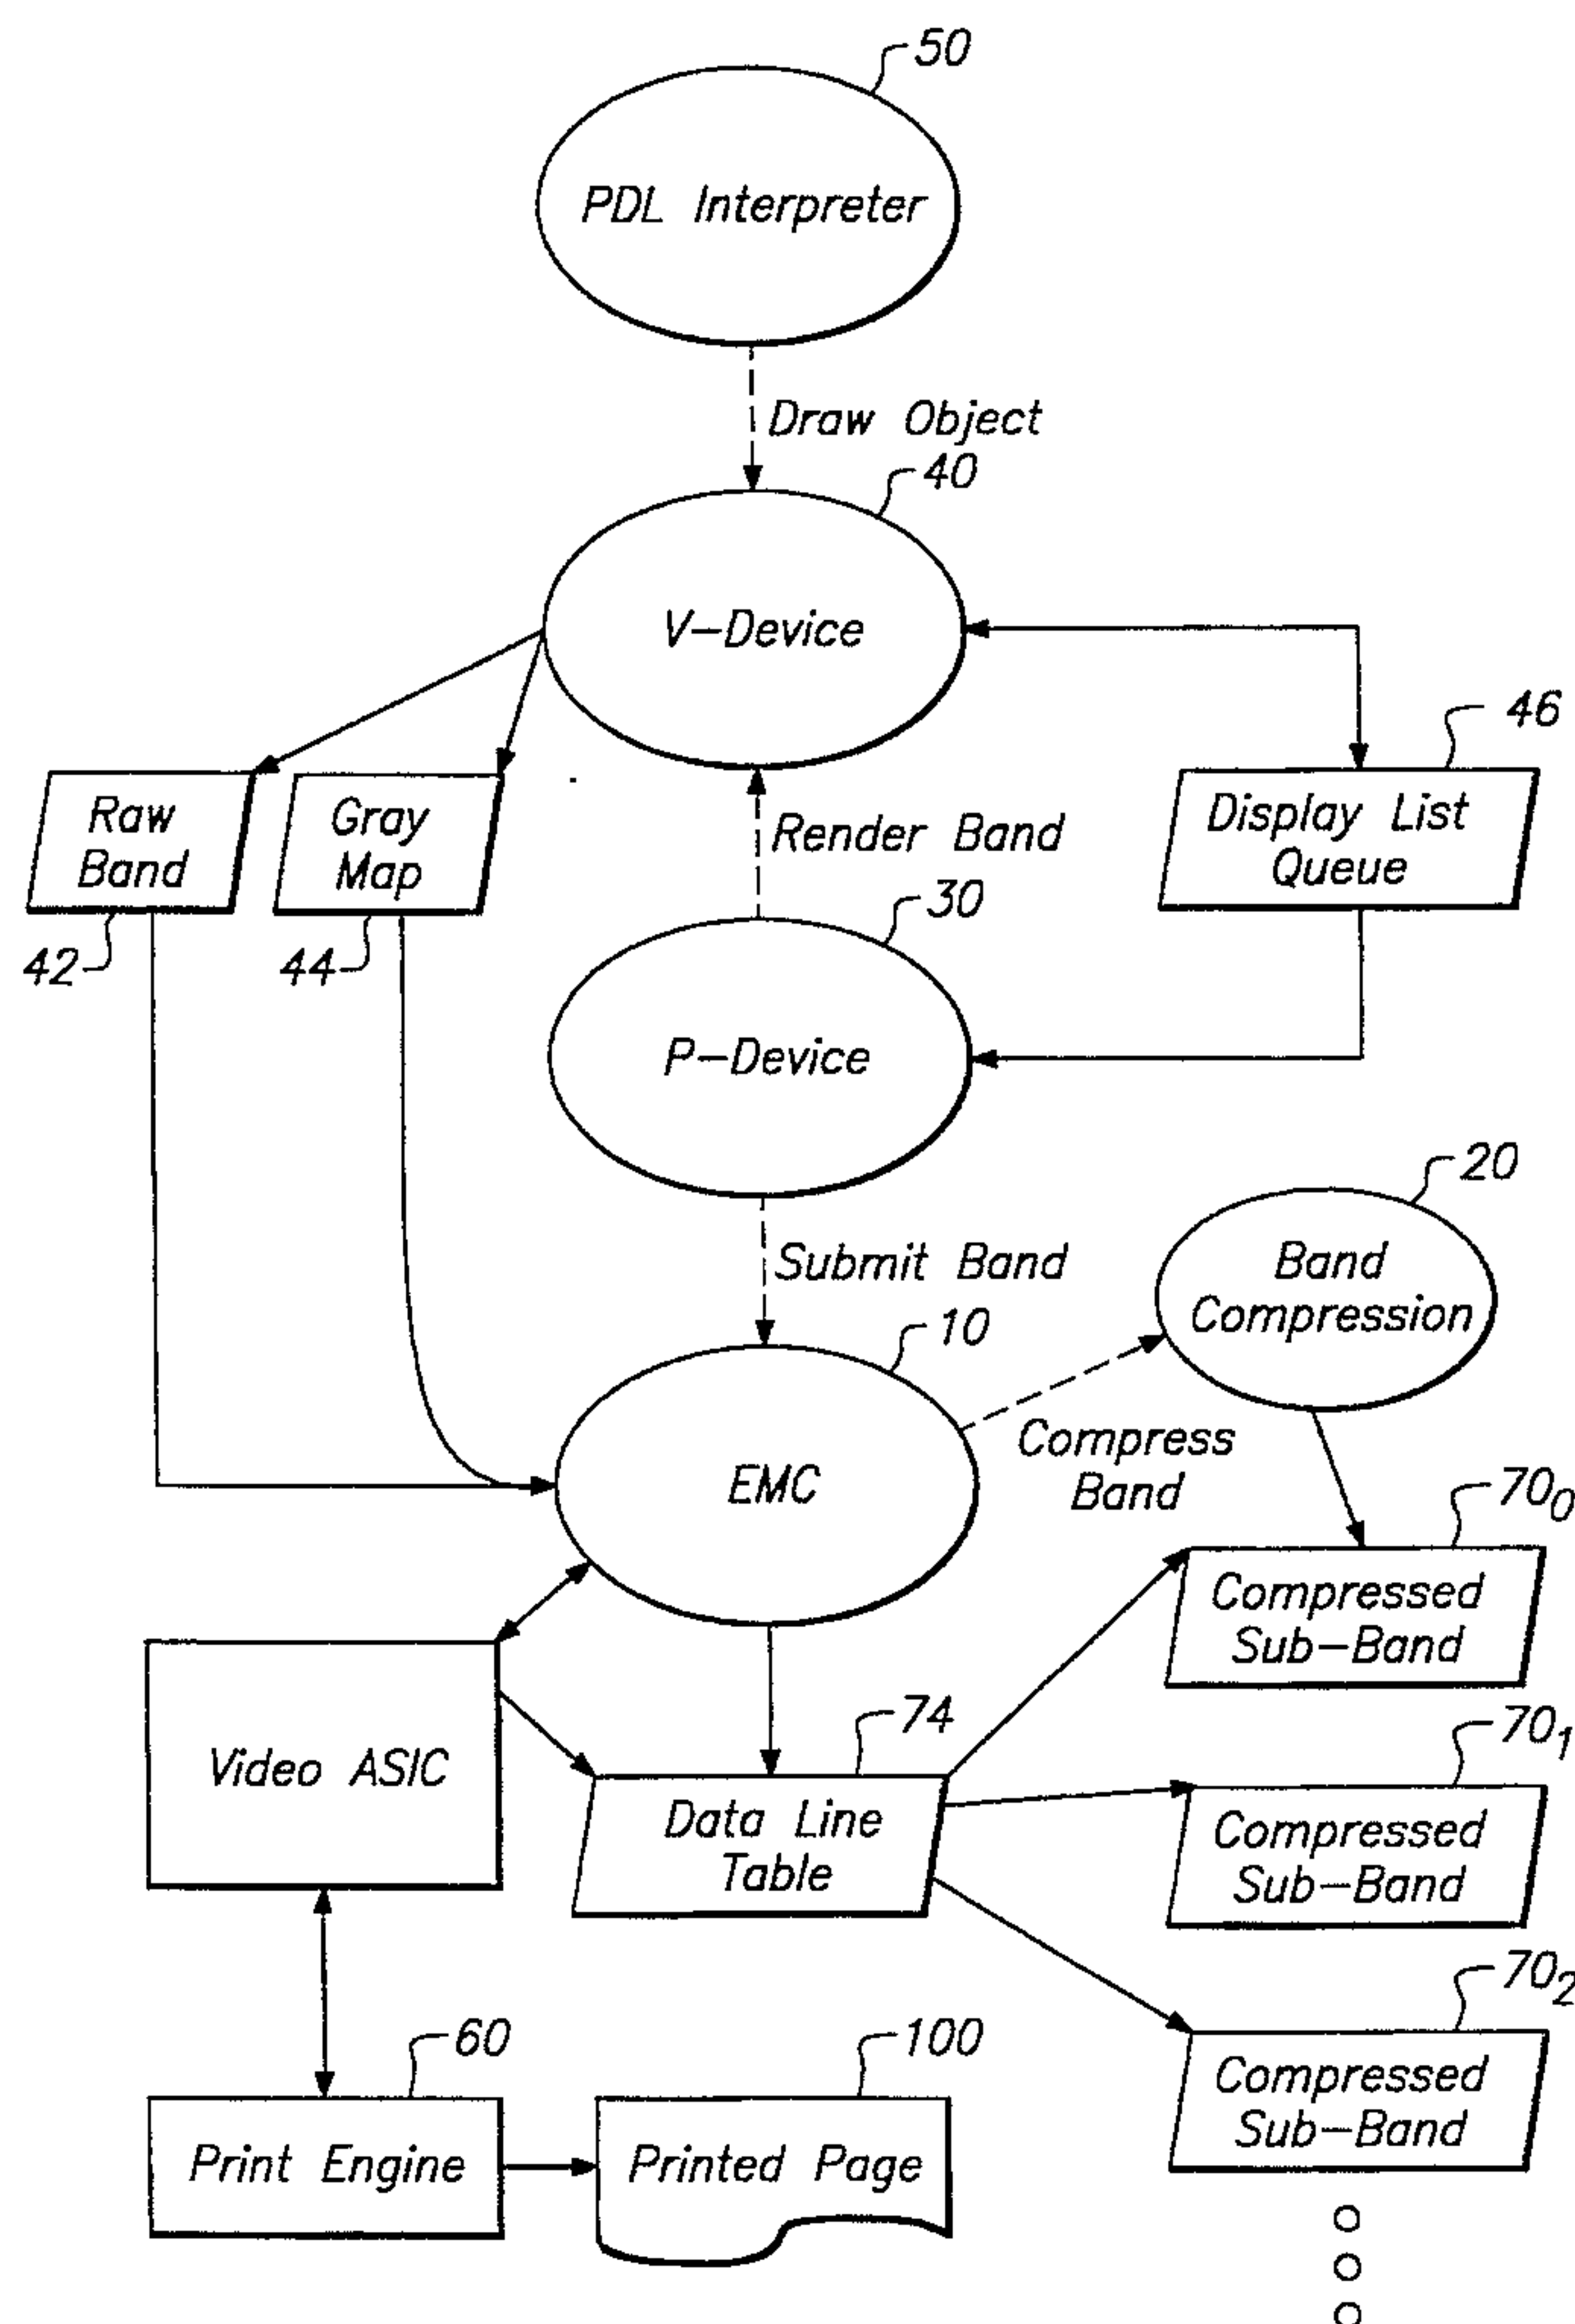 50
PDL Interpreter
Draw Object
40
V-Device
46
Raw
Band
Gray
Map
Render Band
Display List
Queue
42
44
30
P-Device
20
Submit Band
Band
Compression
10
Compress
Band
EMC
70₀
Compressed
Sub-Band
74
70₁
Video ASIC
Data Line
Table
Compressed
Sub-Band
70₂
60
100
Compressed
Sub-Band
Print Engine
Printed Page